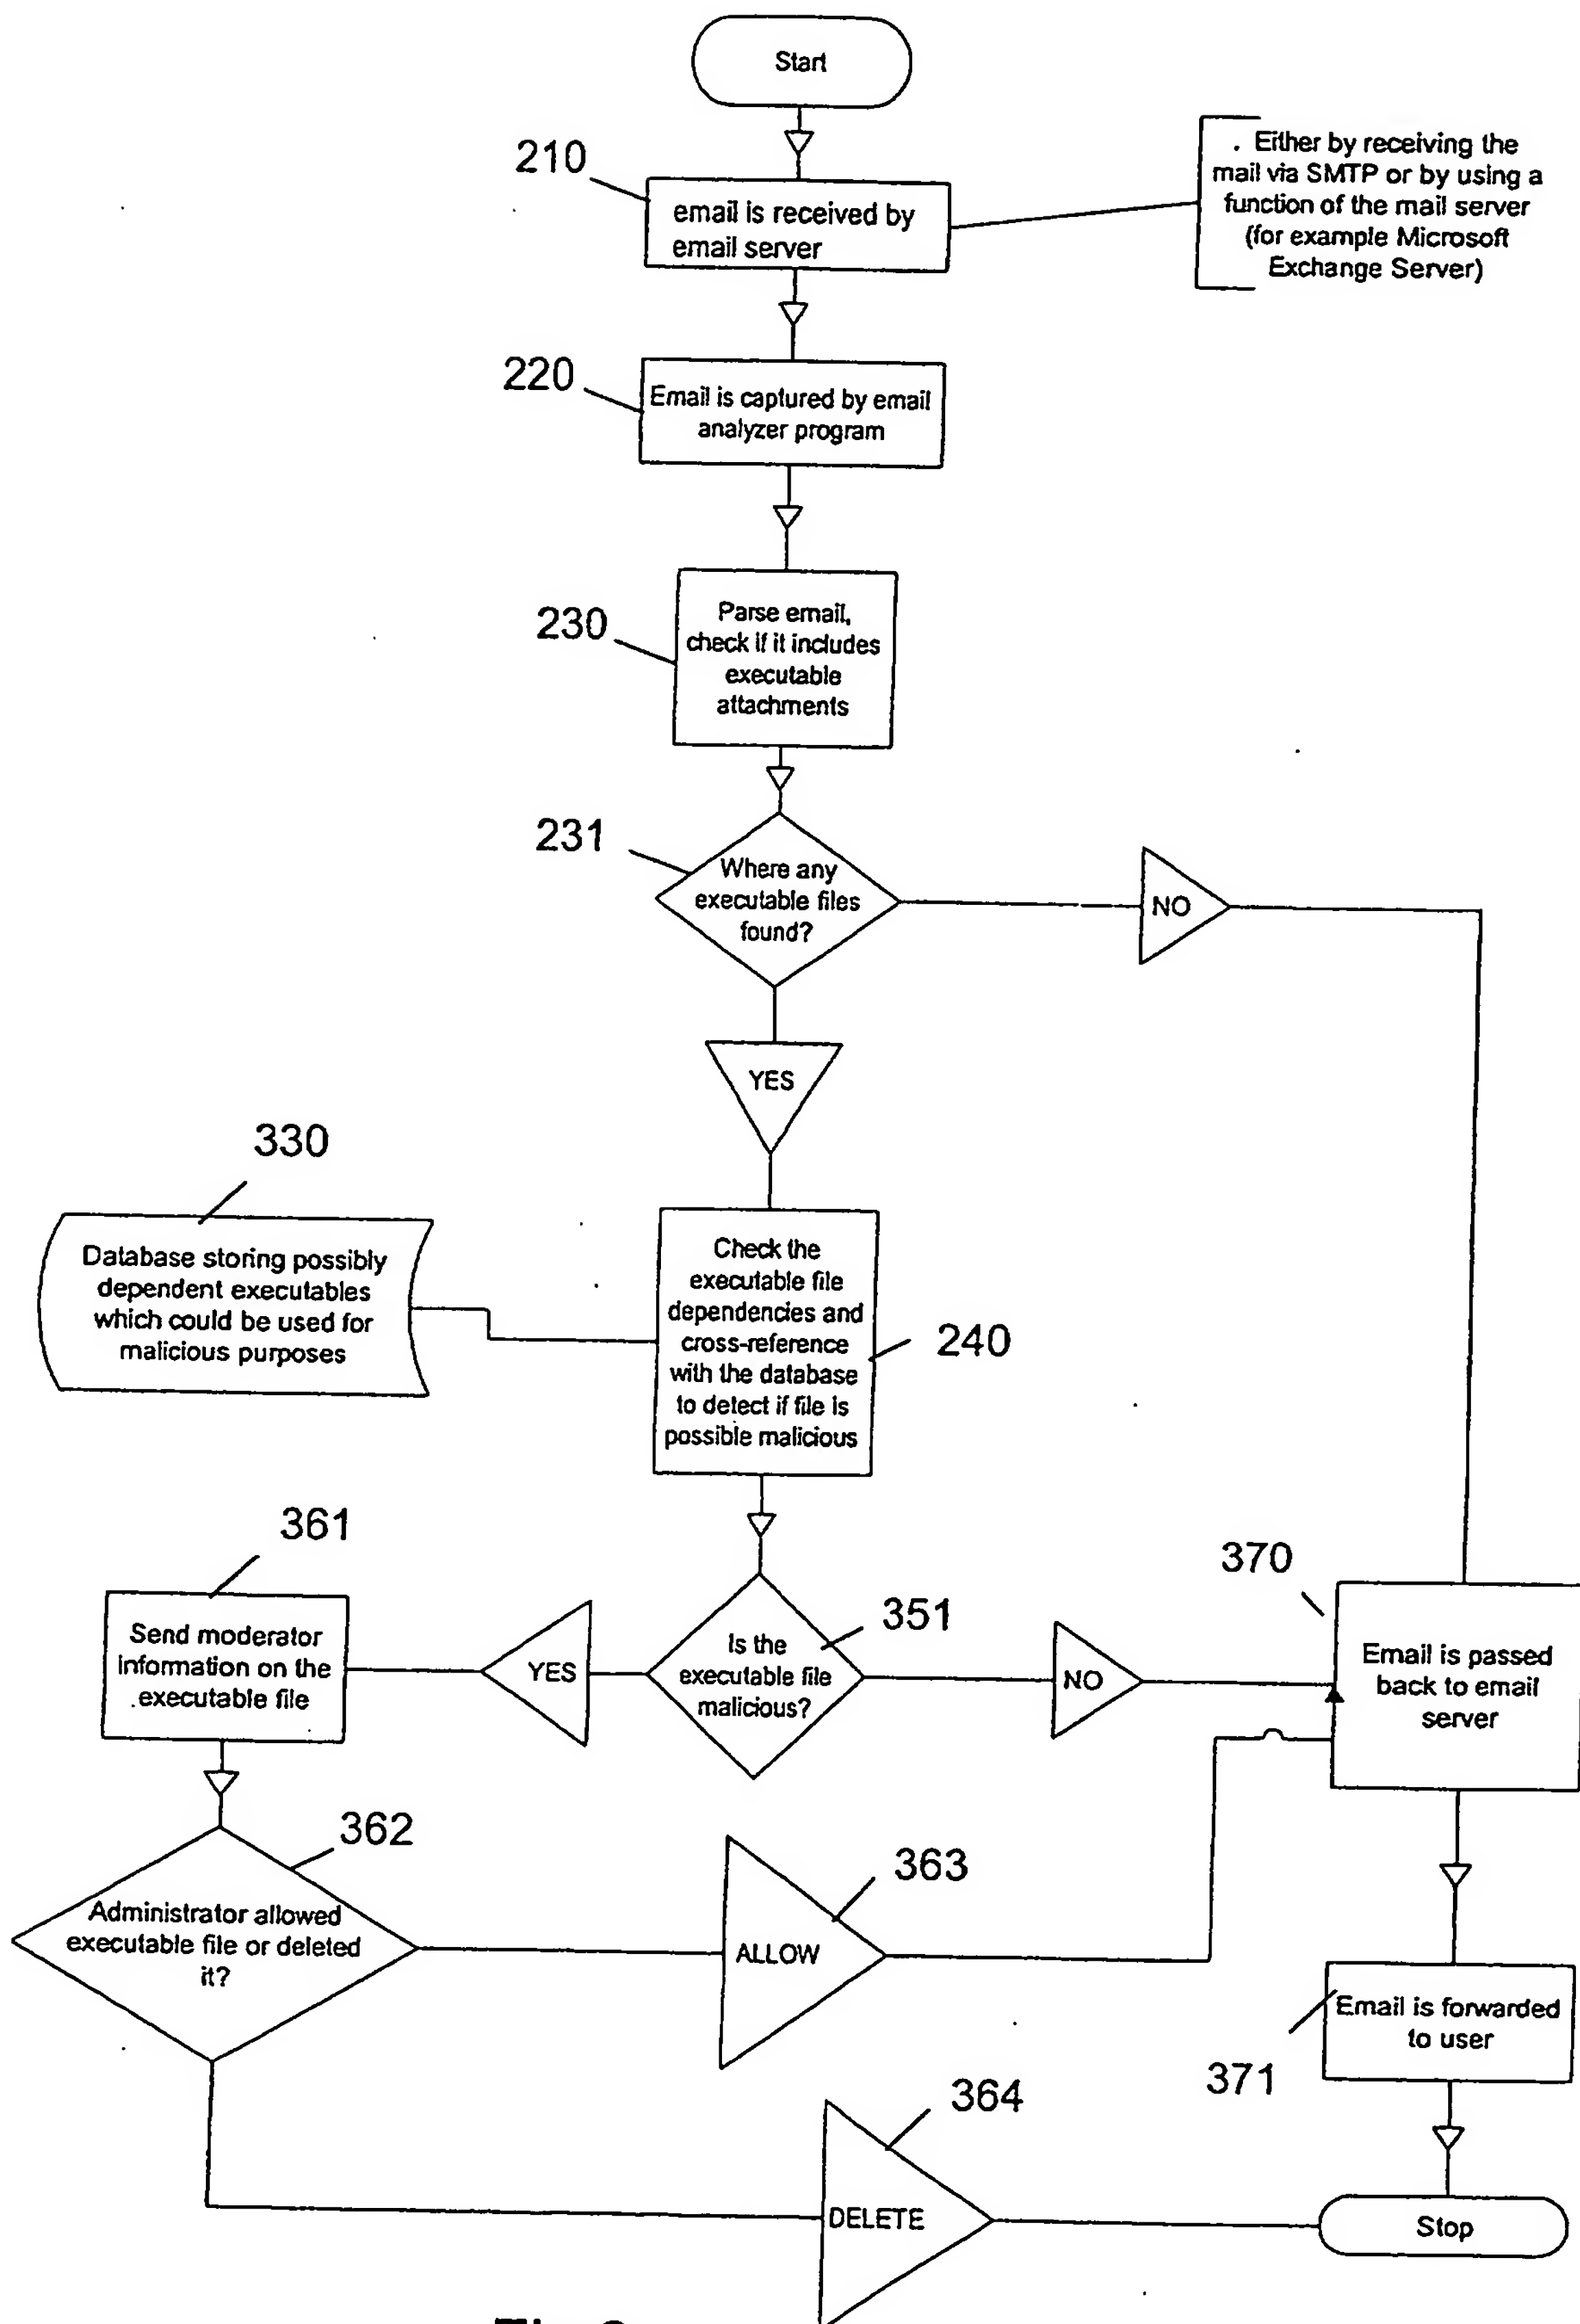 Start
210
email is received by
email server
. Either by receiving the
mail via SMTP or by using a
function of the mail server
(for example Microsoft
Exchange Server)
220
Email is captured by email
analyzer program
230
Parse email,
check if it includes
executable
attachments
231
Where any
executable files
found?
NO
YES
330
Database storing possibly
dependent executables
which could be used for
malicious purposes
Check the
executable file
dependencies and
cross-reference
with the database
to detect if file is
possible malicious
240
361
Send moderator
information on the
.executable file
YES
Is the
executable file
malicious?
351
NO
370
Email is passed
back to email
server
362
Administrator allowed
executable file or deleted
it?
363
ALLOW
Email is forwarded
to user
371
364
DELETE
Stop